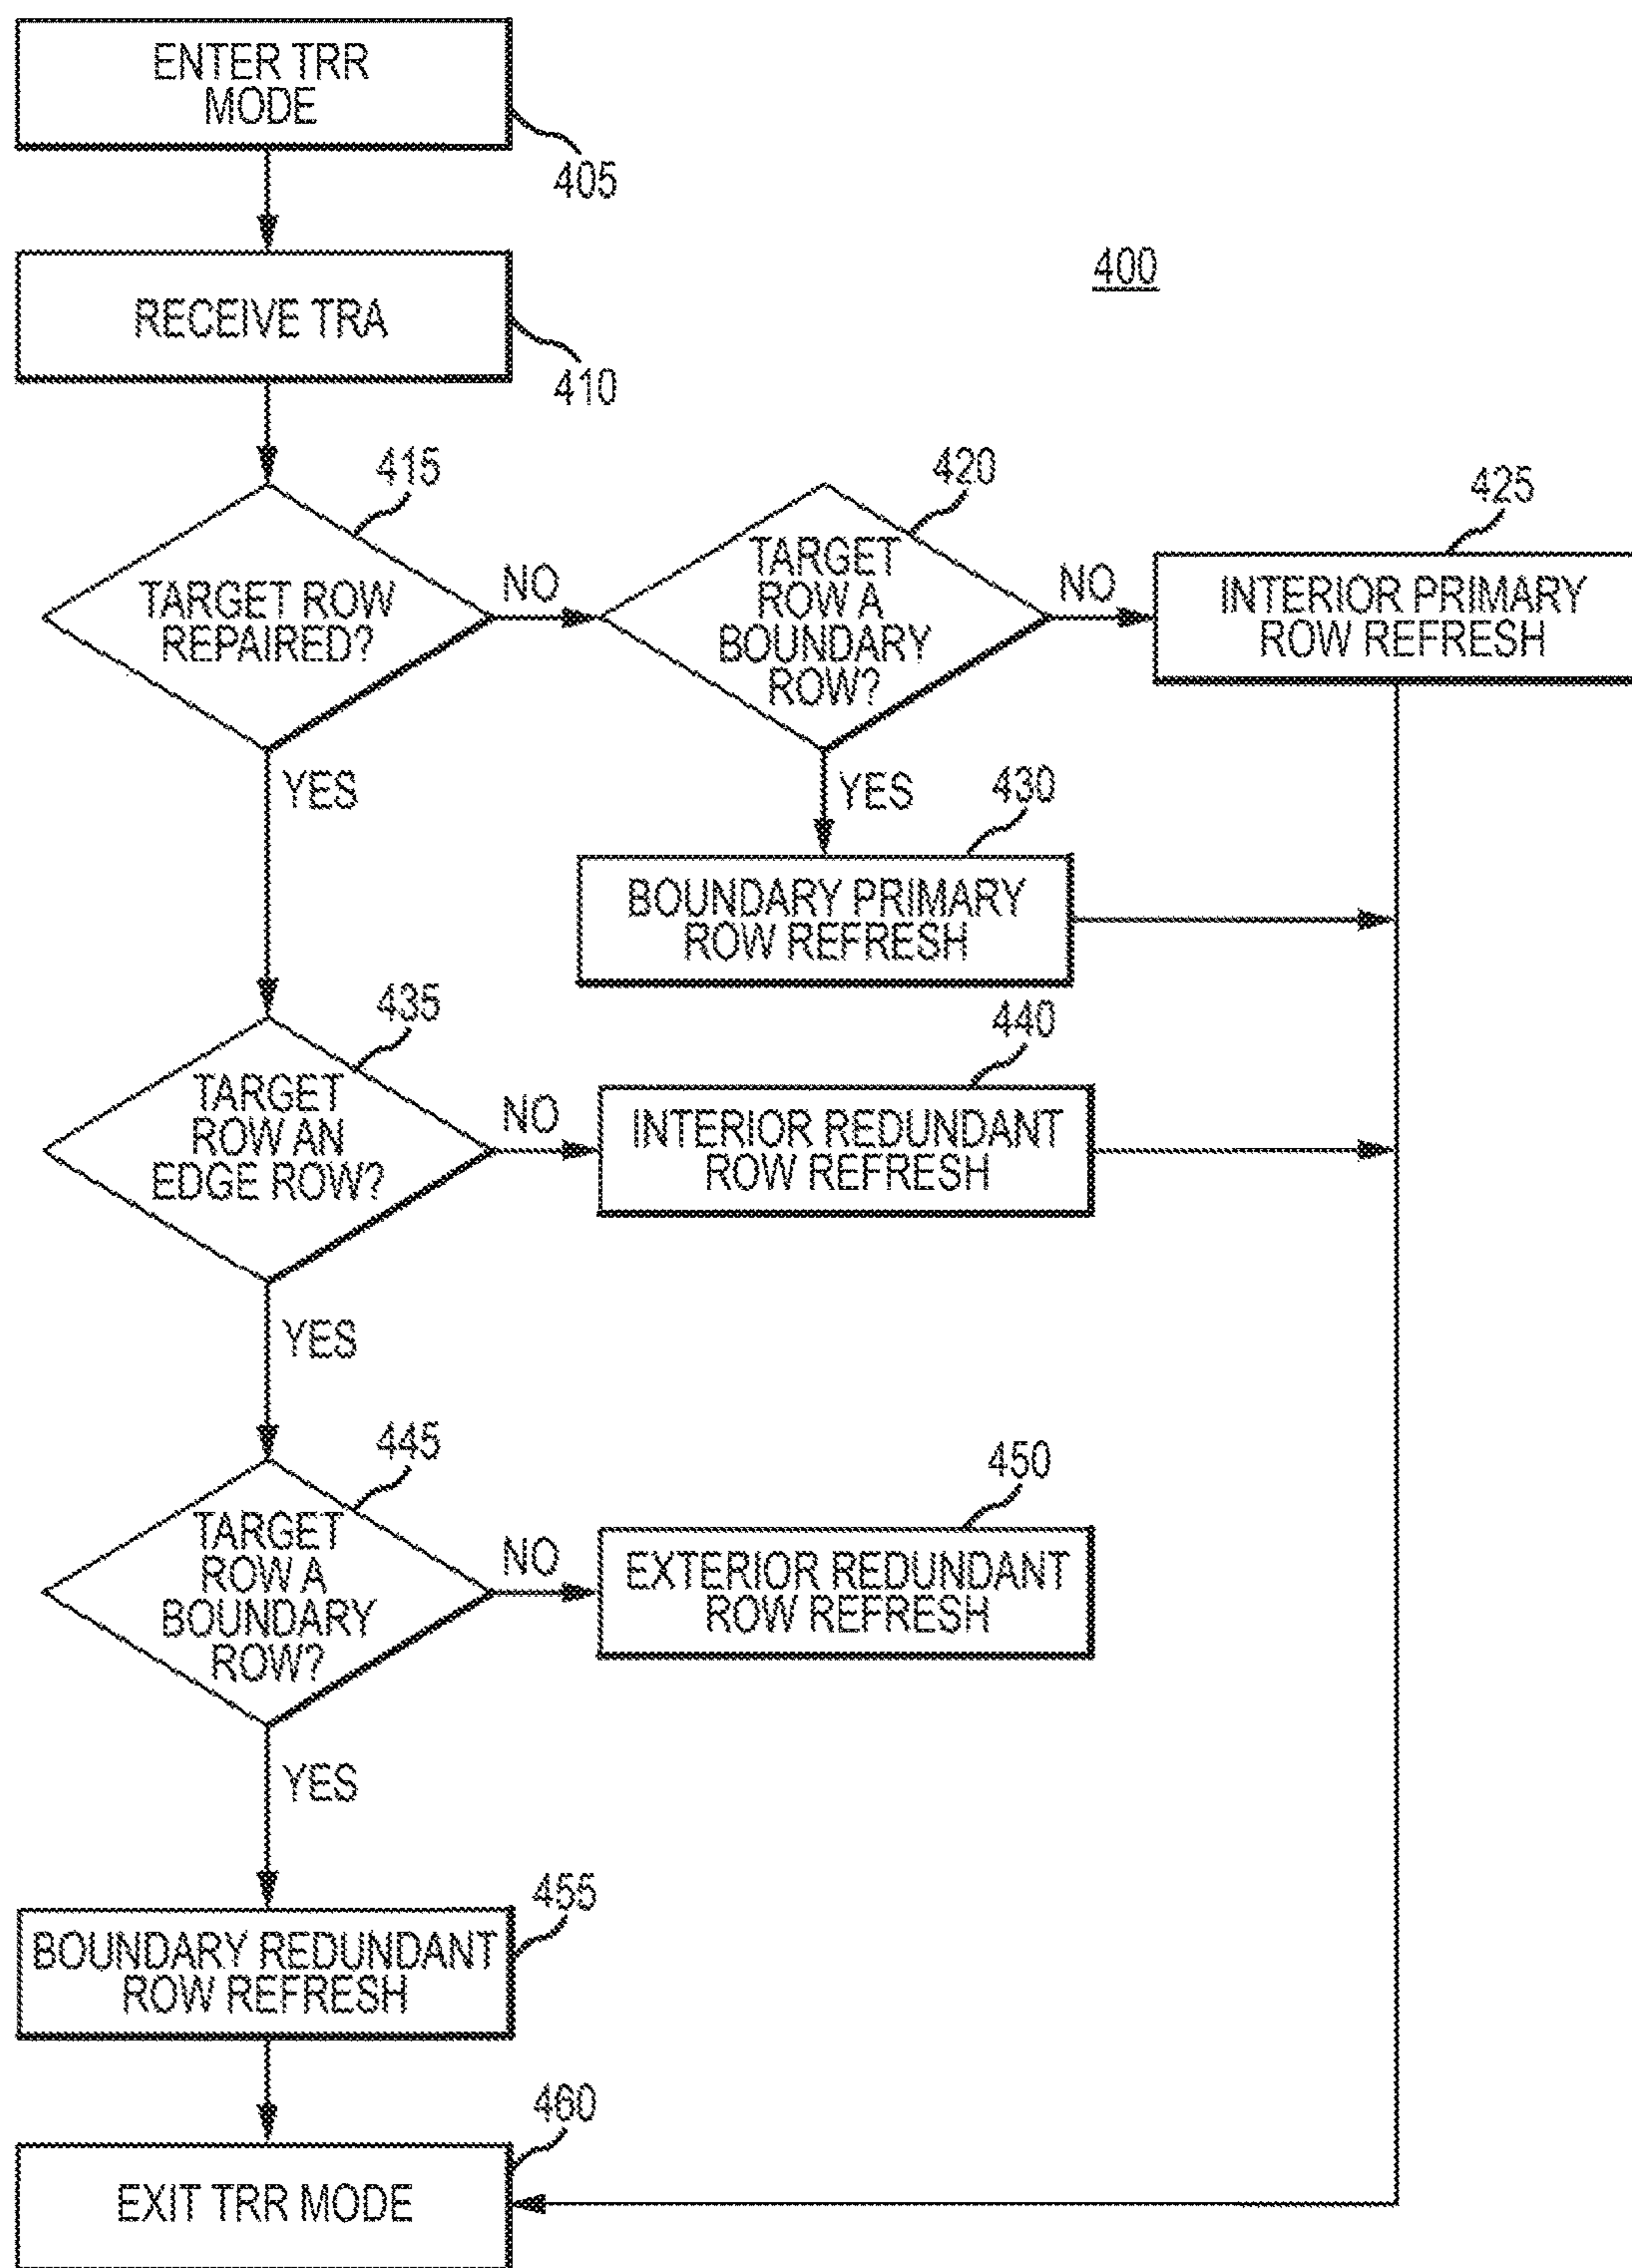 ENTER TRR
MODE
405
400
RECEIVE TRA
410
415
420
425
TARGET ROW
REPAIRED?
NO
TARGET
ROW A
BOUNDARY
ROW?
NO
INTERIOR PRIMARY
ROW REFRESH
YES
YES
430
BOUNDARY PRIMARY
ROW REFRESH
435
440
TARGET
ROW AN
EDGE ROW?
NO
INTERIOR REDUNDANT
ROW REFRESH
YES
445
450
TARGET
ROW A
BOUNDARY
ROW?
NO
EXTERIOR REDUNDANT
ROW REFRESH
YES
455
BOUNDARY REDUNDANT
ROW REFRESH
460
EXIT TRR MODE